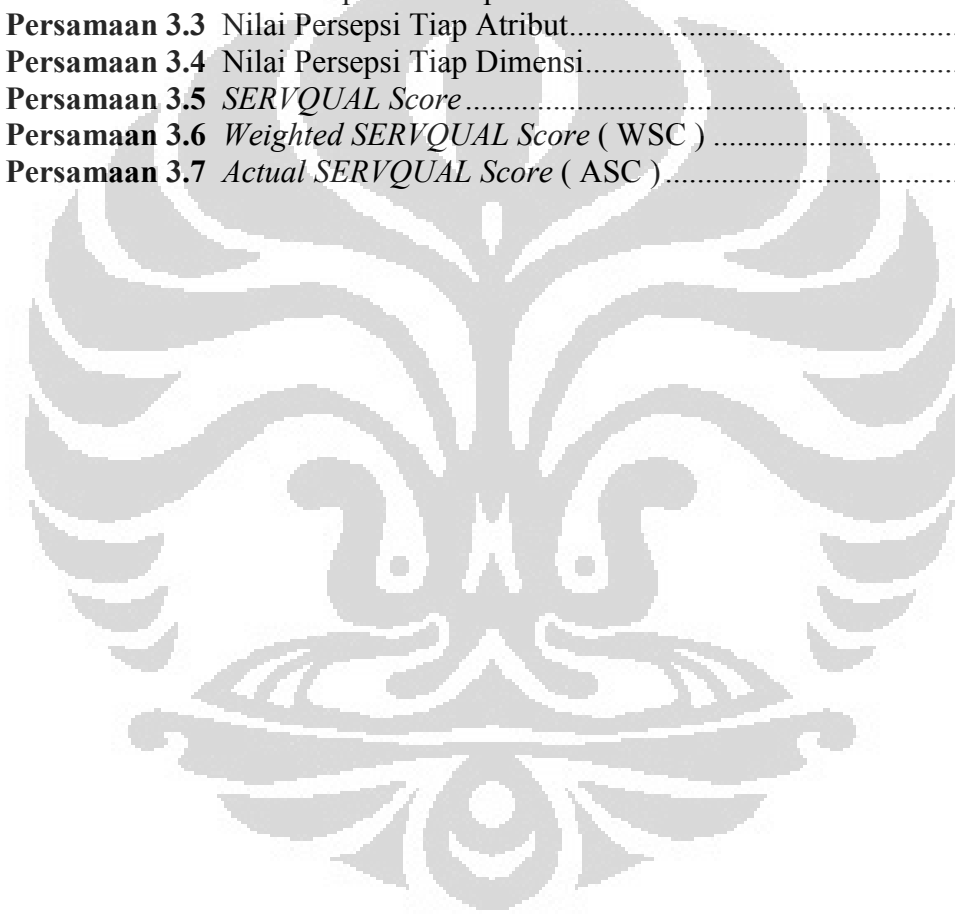 Persamaan 3.3 Nilai Persepsi Tiap Atribut
Persamaan 3.4 Nilai Persepsi Tiap Dimensi
Persamaan 3.5 SERVQUAL Score
Persamaan 3.6 Weighted SERVQUAL Score ( WSC )
Persamaan 3.7 Actual SERVQUAL Score ( ASC )